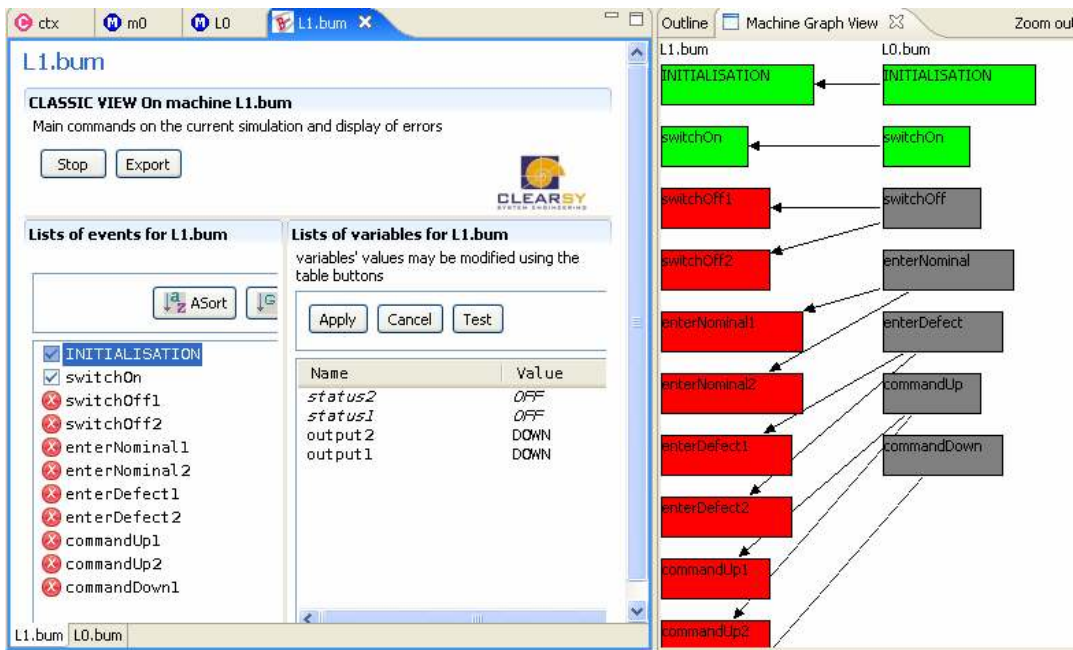 ctx
m0
L0
L1.bum
L1.bum
CLASSIC VIEW On machine L1.bum
Main commands on the current simulation and display of errors
Stop
Export
CLEARSY
SYSTEM ENGINEERING
Lists of events for L1.bum
ASort
INITIALISATION
switchOn
switchOff1
switchOff2
enterNominal1
enterNominal2
enterDefect1
enterDefect2
commandUp1
commandUp2
commandDown1
Lists of variables for L1.bum
variables' values may be modified using the
table buttons
Apply
Cancel
Test
Name Value
status2 OFF
status1 OFF
output2 DOWN
output1 DOWN
L1.bum
L0.bum
Outline
Machine Graph View
Zoom out
L1.bum
L0.bum
INITIALISATION
INITIALISATION
switchOn
switchOn
switchOff1
switchOff
switchOff2
enterNominal
enterNominal1
enterDefect
enterNominal2
commandUp
enterDefect1
commandDown
enterDefect2
commandUp1
commandUp2